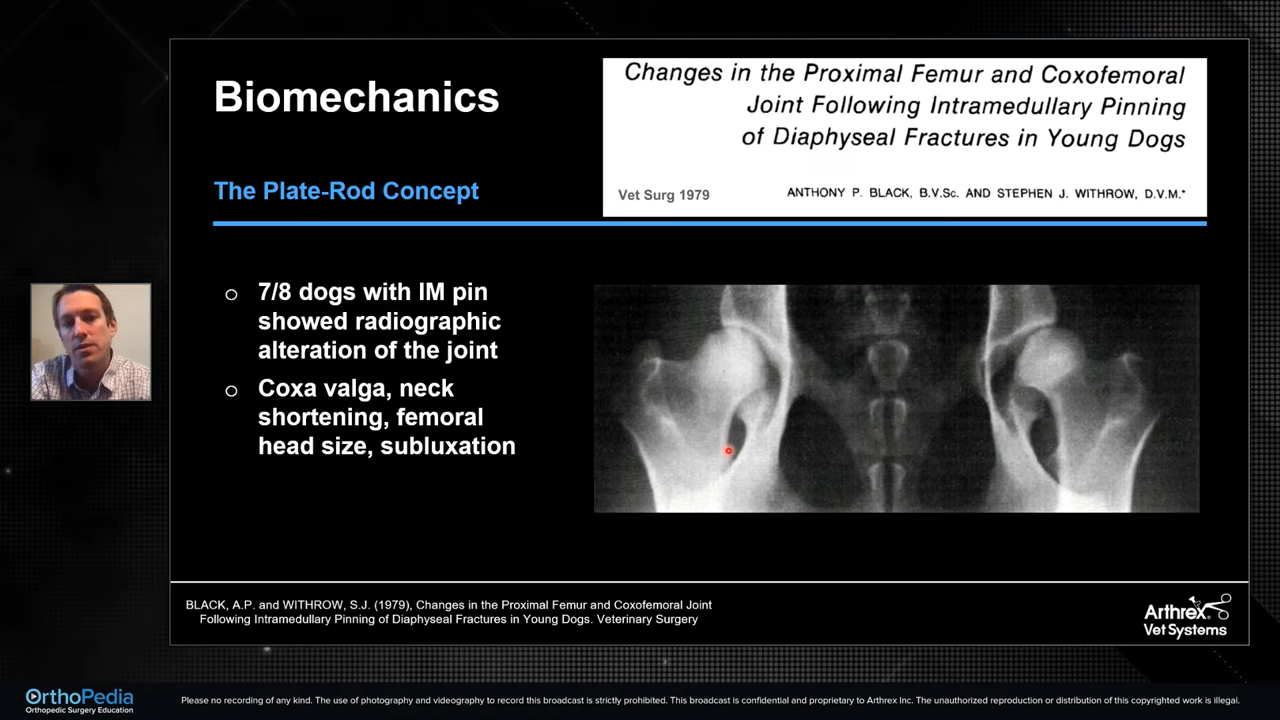 Biomechanics
The Plate-Rod Concept
Changes in the Proximal Femur and Coxofemoral
Joint Following Intramedullary Pinning
of Diaphyseal Fractures in Young Dogs
Vet Surg 1979
ANTHONY P. BLACK, B.V.Sc. AND STEPHEN J. WITHROW, D.V.M.*
○ 7/8 dogs with IM pin
showed radiographic
alteration of the joint
○ Coxa valga, neck
shortening, femoral
head size, subluxation
BLACK, A.P. and WITHROW, S.J. (1979), Changes in the Proximal Femur and Coxofemoral Joint
Following Intramedullary Pinning of Diaphyseal Fractures in Young Dogs. Veterinary Surgery
Arthrex®
Vet Systems
OrthoPedia
Orthopedic Surgery Education
Please no recording of any kind. The use of photography and videography to record this broadcast is strictly prohibited. This broadcast is confidential and proprietary to Arthrex Inc. The unauthorized reproduction or distribution of this copyrighted work is illegal.